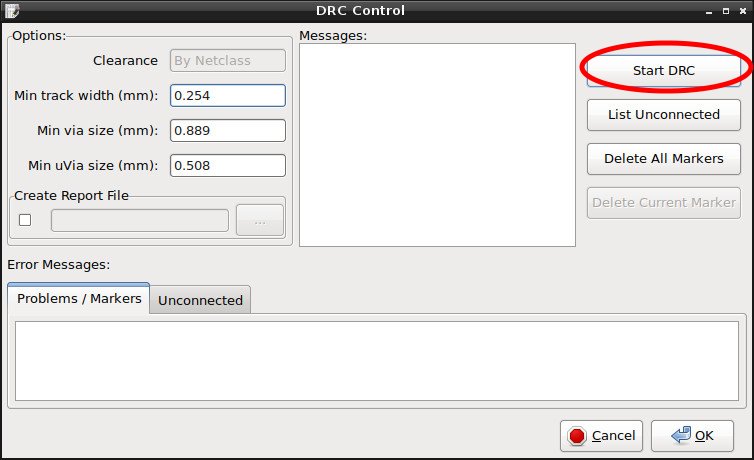 DRC Control
Options:
Clearance By Netclass
Min track width (mm): 0.254
Min via size (mm): 0.889
Min uVia size (mm): 0.508
Create Report File
...
Messages:
Start DRC
List Unconnected
Delete All Markers
Delete Current Marker
Error Messages:
Problems / Markers Unconnected
Cancel OK